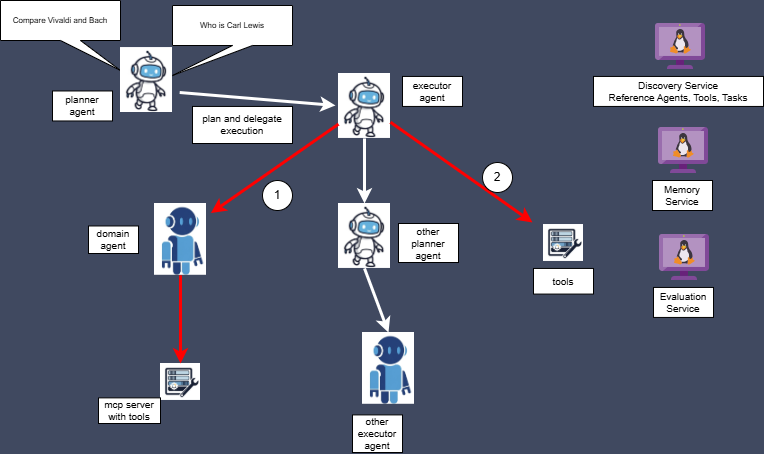 Compare Vivaldi and Bach
Who is Carl Lewis
planner
agent
plan and delegate
execution
executor
agent
Discovery Service
Reference Agents, Tools, Tasks
Memory
Service
Evaluation
Service
1
2
domain
agent
other
planner
agent
tools
mcp server
with tools
other
executor
agent